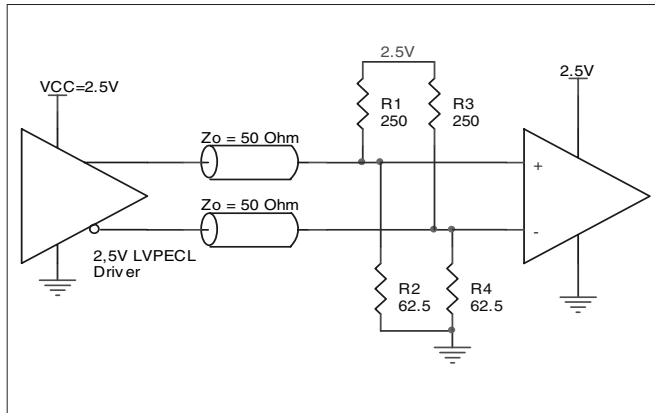 2.5V
VCC=2.5V
2.5V
R1
250
R3
250
Zo = 50 Ohm
+
Zo = 50 Ohm
-
2,5V LVPECL
Driver
R2
62.5
R4
62.5